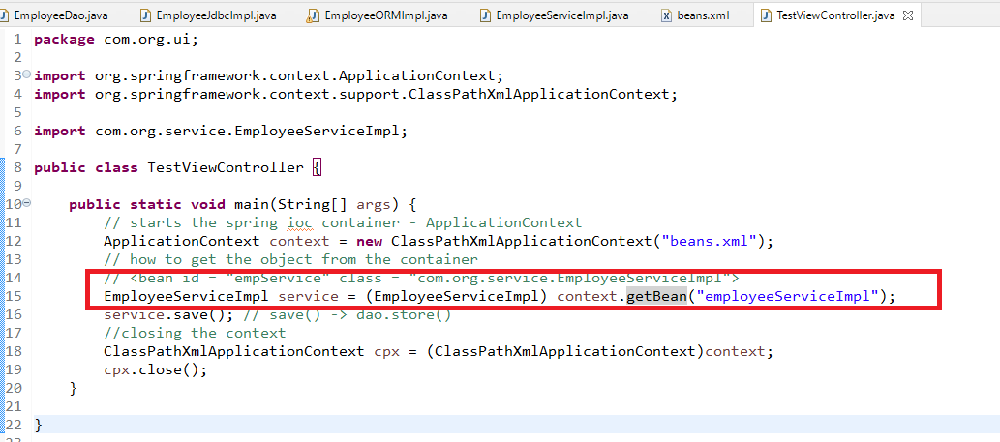 EmployeeDao.java EmployeeJdbcImpl.java EmployeeORMImpl.java EmployeeServiceImpl.java beans.xml TestViewController.java
1 package com.org.ui;
2
3 import org.springframework.context.ApplicationContext;
4 import org.springframework.context.support.ClassPathXmlApplicationContext;
5
6 import com.org.service.EmployeeServiceImpl;
7
8 public class TestViewController {
9
10 public static void main(String[] args) {
11 // starts the spring ioc container - ApplicationContext
12 ApplicationContext context = new ClassPathXmlApplicationContext("beans.xml");
13 // how to get the object from the container
14 // <bean id = "empService" class = "com.org.service.EmployeeServiceImpl">
15 EmployeeServiceImpl service = (EmployeeServiceImpl) context.getBean("employeeServiceImpl");
16 service.save(); // save() -> dao.store()
17 //closing the context
18 ClassPathXmlApplicationContext cpx = (ClassPathXmlApplicationContext)context;
19 cpx.close();
20 }
21
22 }
23